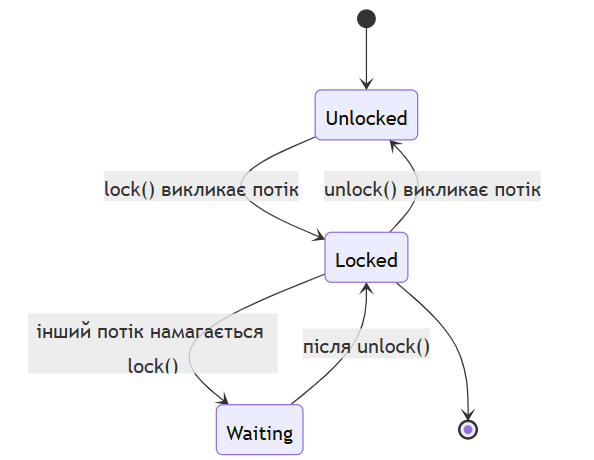 Unlocked
lock() викликає потік
unlock() викликає потік
Locked
інший потік намагається
lock()
після unlock()
Waiting